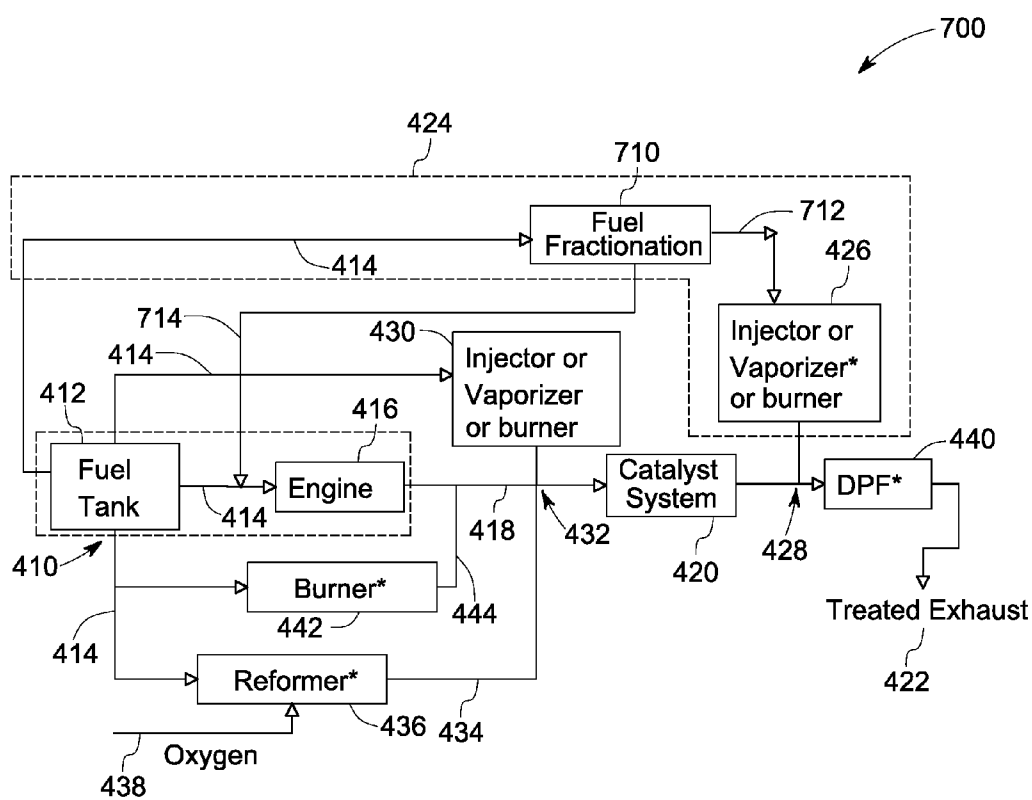 700
424
710
Fuel
Fractionation
712
414
426
714
430
Injector or
Vaporizer*
or burner
414
Injector or
Vaporizer
or burner
412
416
440
Fuel
Tank
414
Engine
Catalyst
System
DPF*
418
432
428
410
420
Burner*
444
442
Treated Exhaust
414
422
Reformer*
436
434
Oxygen
438